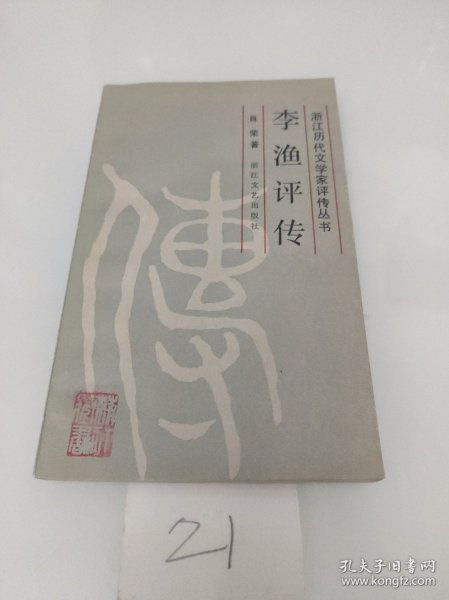 浙江历代文学家评传丛书
李渔评传
肖荣著 浙江文艺出版社
傳
21
孔夫子旧书网
www.kongfz.com